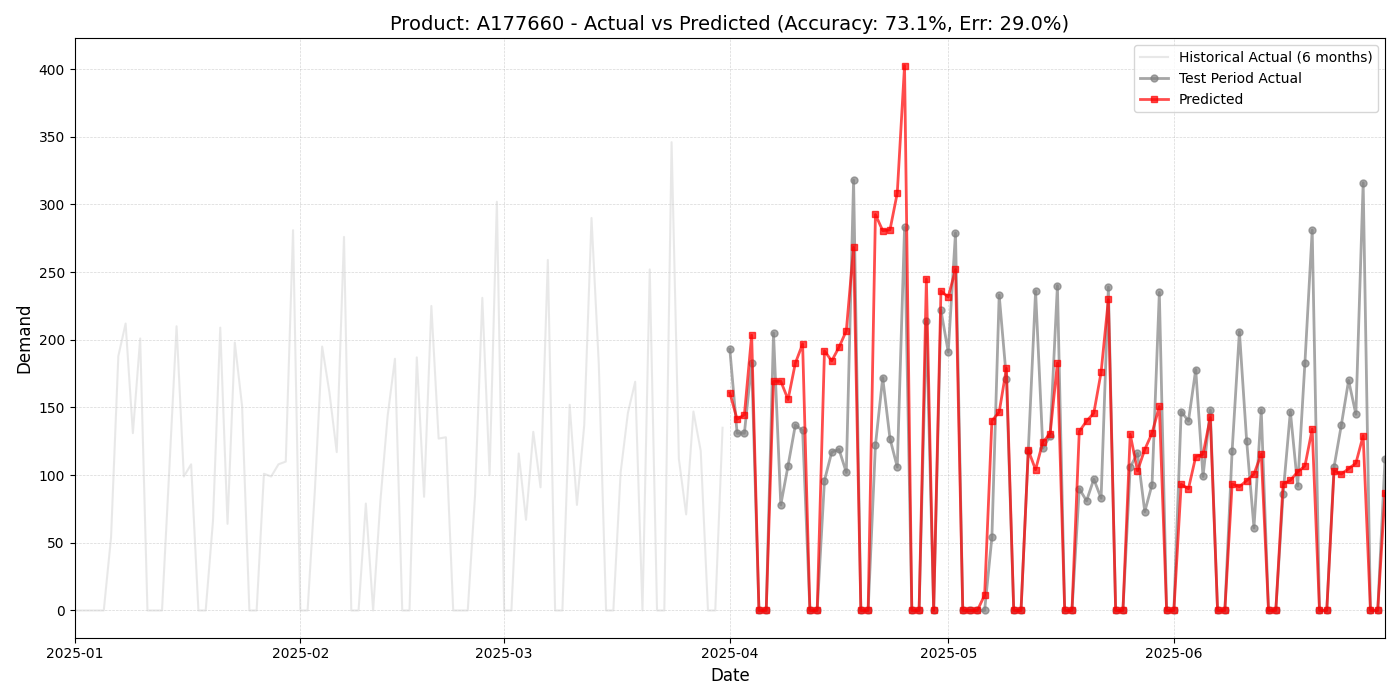 Product: A177660 - Actual vs Predicted (Accuracy: 73.1%, Err: 29.0%)
Historical Actual (6 months)
Test Period Actual
Predicted
Demand
400
350
300
250
200
150
100
50
0
2025-01
2025-02
2025-03
2025-04
2025-05
2025-06
Date